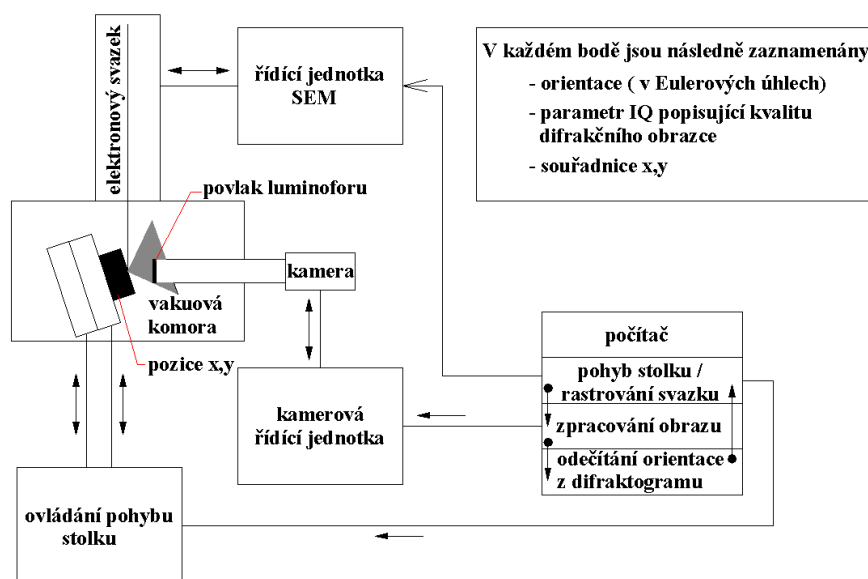 elektronový svazek
řídící jednotka
SEM
V každém bodě jsou následně zaznamenány
- orientace ( v Eulerových úhlech)
- parametr IQ popisující kvalitu
difrakčního obrazce
- souřadnice x,y
povlak luminoforu
kamera
vakuová
komora
pozice x,y
kamerová
řídící jednotka
počítač
pohyb stolku /
rastrování svazku
zpracování obrazu
odečítání orientace
z difraktogramu
ovládání pohybu
stolku